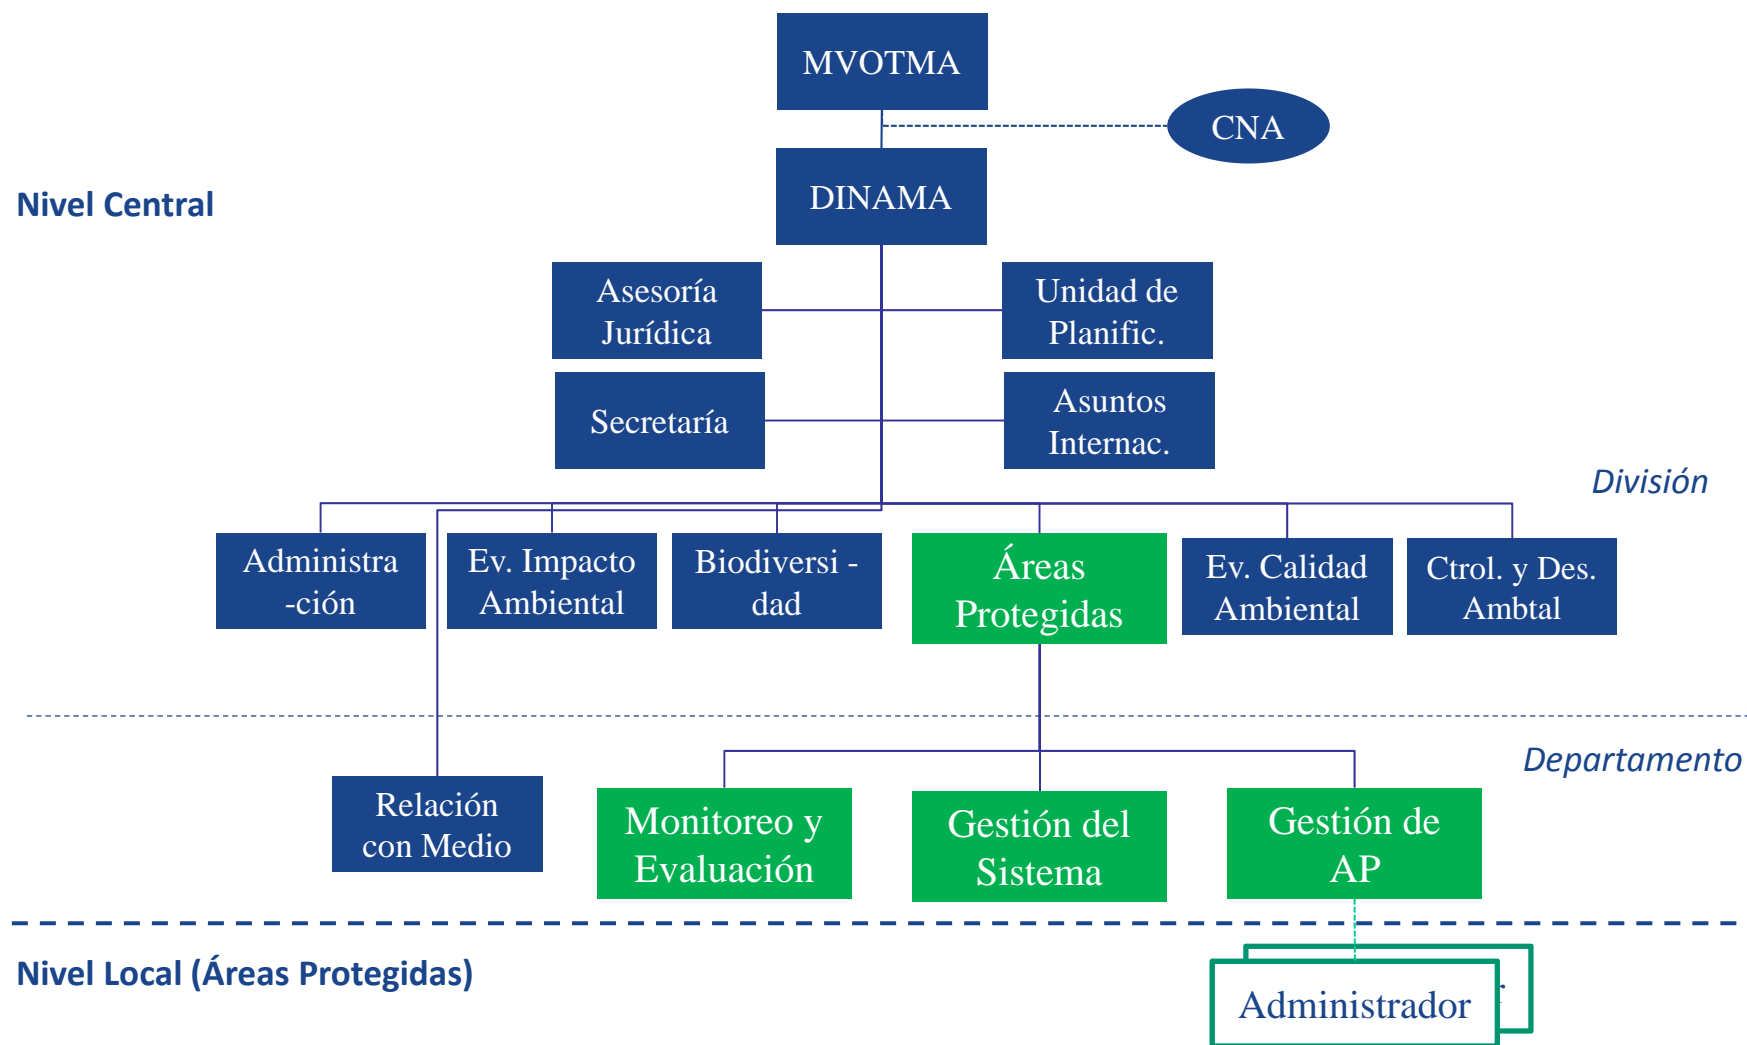 MVOTMA
CNA
Nivel Central
DINAMA
Asesoría
Jurídica
Unidad de
Planific.
Secretaría
Asuntos
Internac.
División
Administra
-ción
Ev. Impacto
Ambiental
Biodiversi -
dad
Áreas
Protegidas
Ev. Calidad
Ambiental
Ctrol. y Des.
Ambtal
Departamento
Relación
con Medio
Monitoreo y
Evaluación
Gestión del
Sistema
Gestión de
AP
Nivel Local (Áreas Protegidas)
Administrador